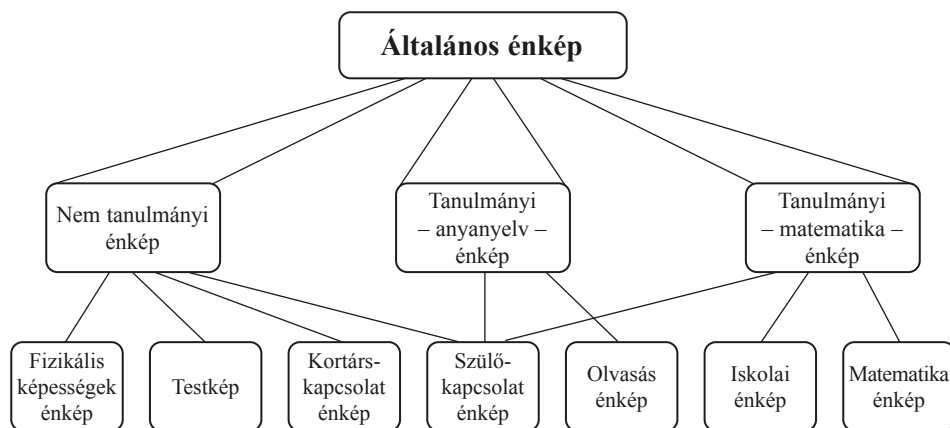 Általános énkép
Nem tanulmányi
énkép
Tanulmányi
– anyanyelv –
énkép
Tanulmányi
– matematika –
énkép
Fizikális
képességek
énkép
Testkép
Kortárs-
kapcsolat
énkép
Szülő-
kapcsolat
énkép
Olvasás
énkép
Iskolai
énkép
Matematika
énkép